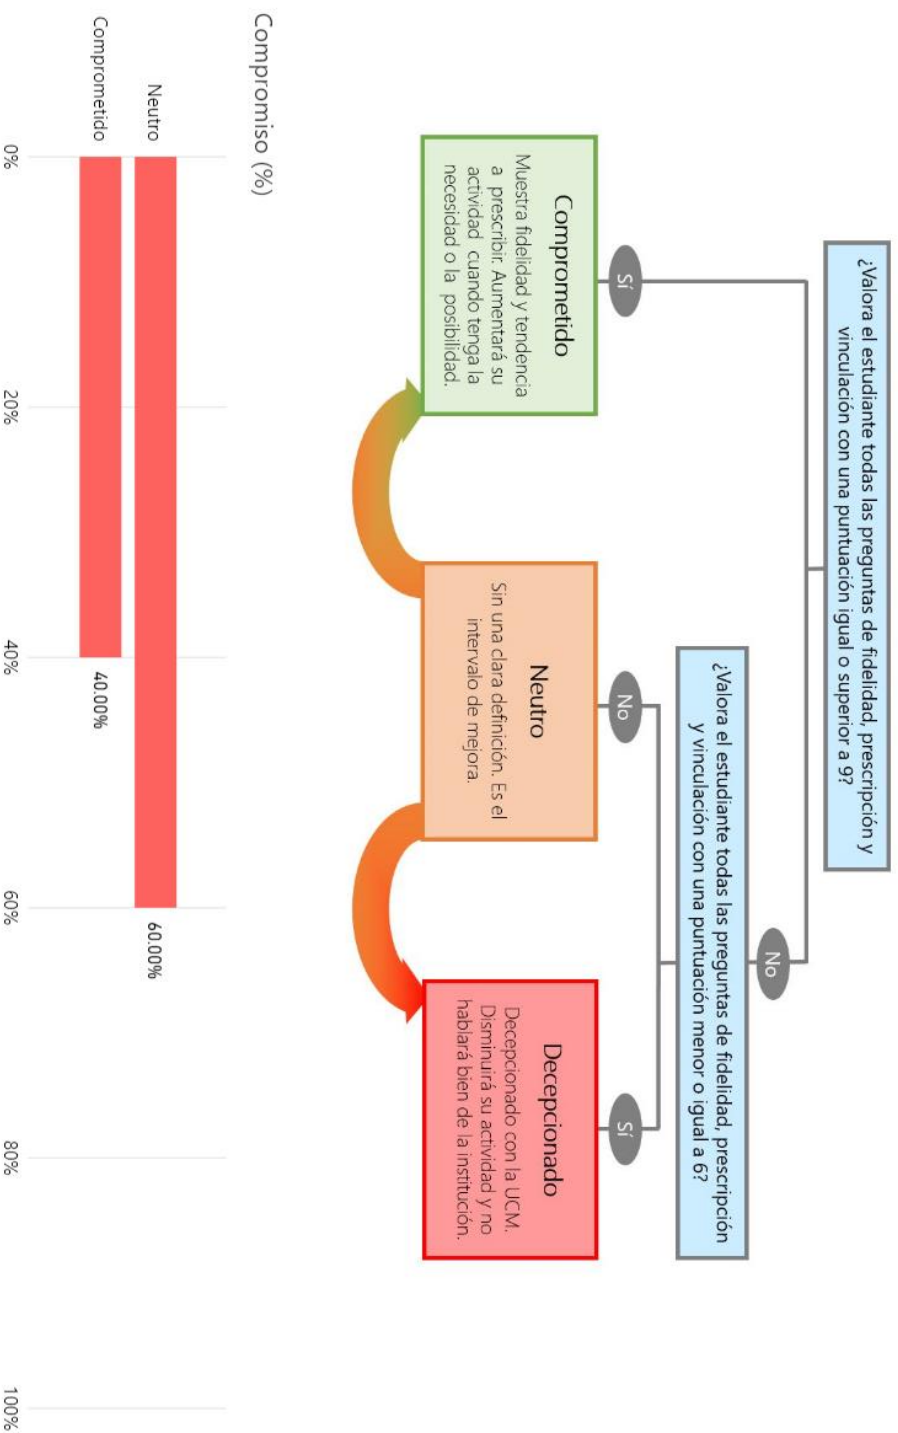 ¿Valora el estudiante todas las preguntas de fidelidad, prescripción y
vinculación con una puntuación igual o superior a 9?
No
¿Valora el estudiante todas las preguntas de fidelidad, prescripción
y vinculación con una puntuación menor o igual a 6?
Sí
No
Sí
Comprometido
Muestra fidelidad y tendencia
a prescribir. Aumentará su
actividad cuando tenga la
necesidad o la posibilidad.
Neutro
Sin una clara definición. Es el
intervalo de mejora.
Decepcionado
Decepcionado con la UCM.
Disminuirá su actividad y no
hablará bien de la institución.
Compromiso (%)
Neutro
60.00%
Comprometido
40.00%
0%
20%
40%
60%
80%
100%